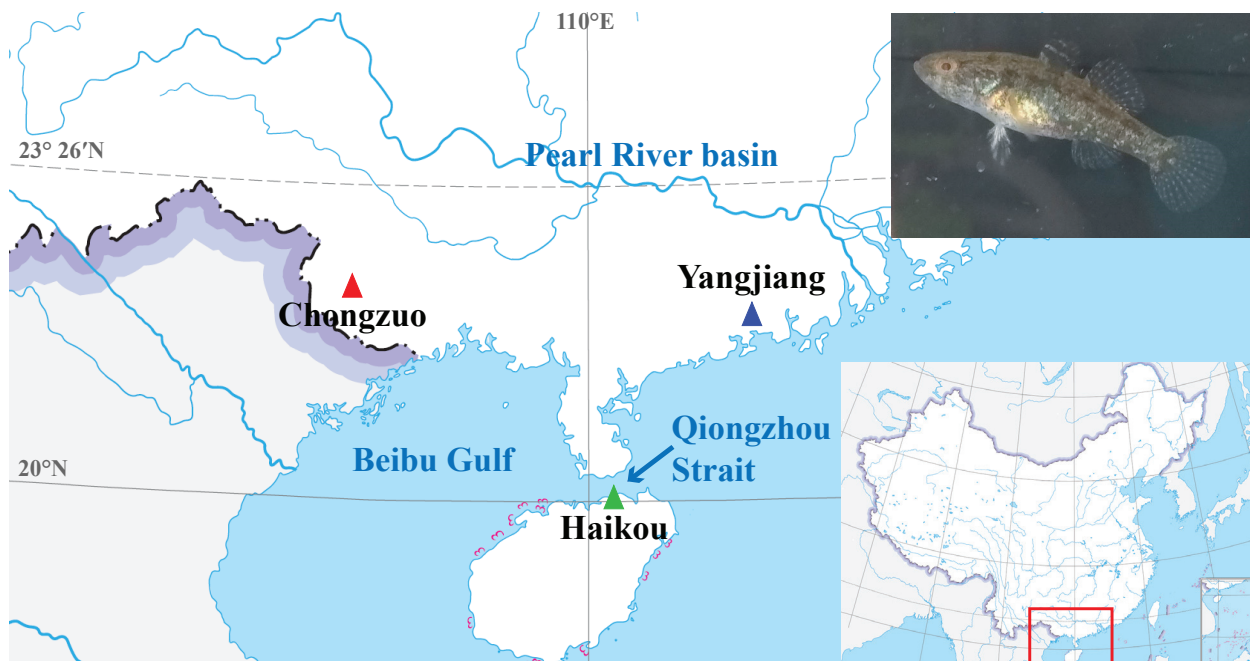 110°E
23° 26′N
Pearl River basin
Yangjiang
Chongzuo
Qiongzhou
Strait
Beibu Gulf
20°N
Haikou